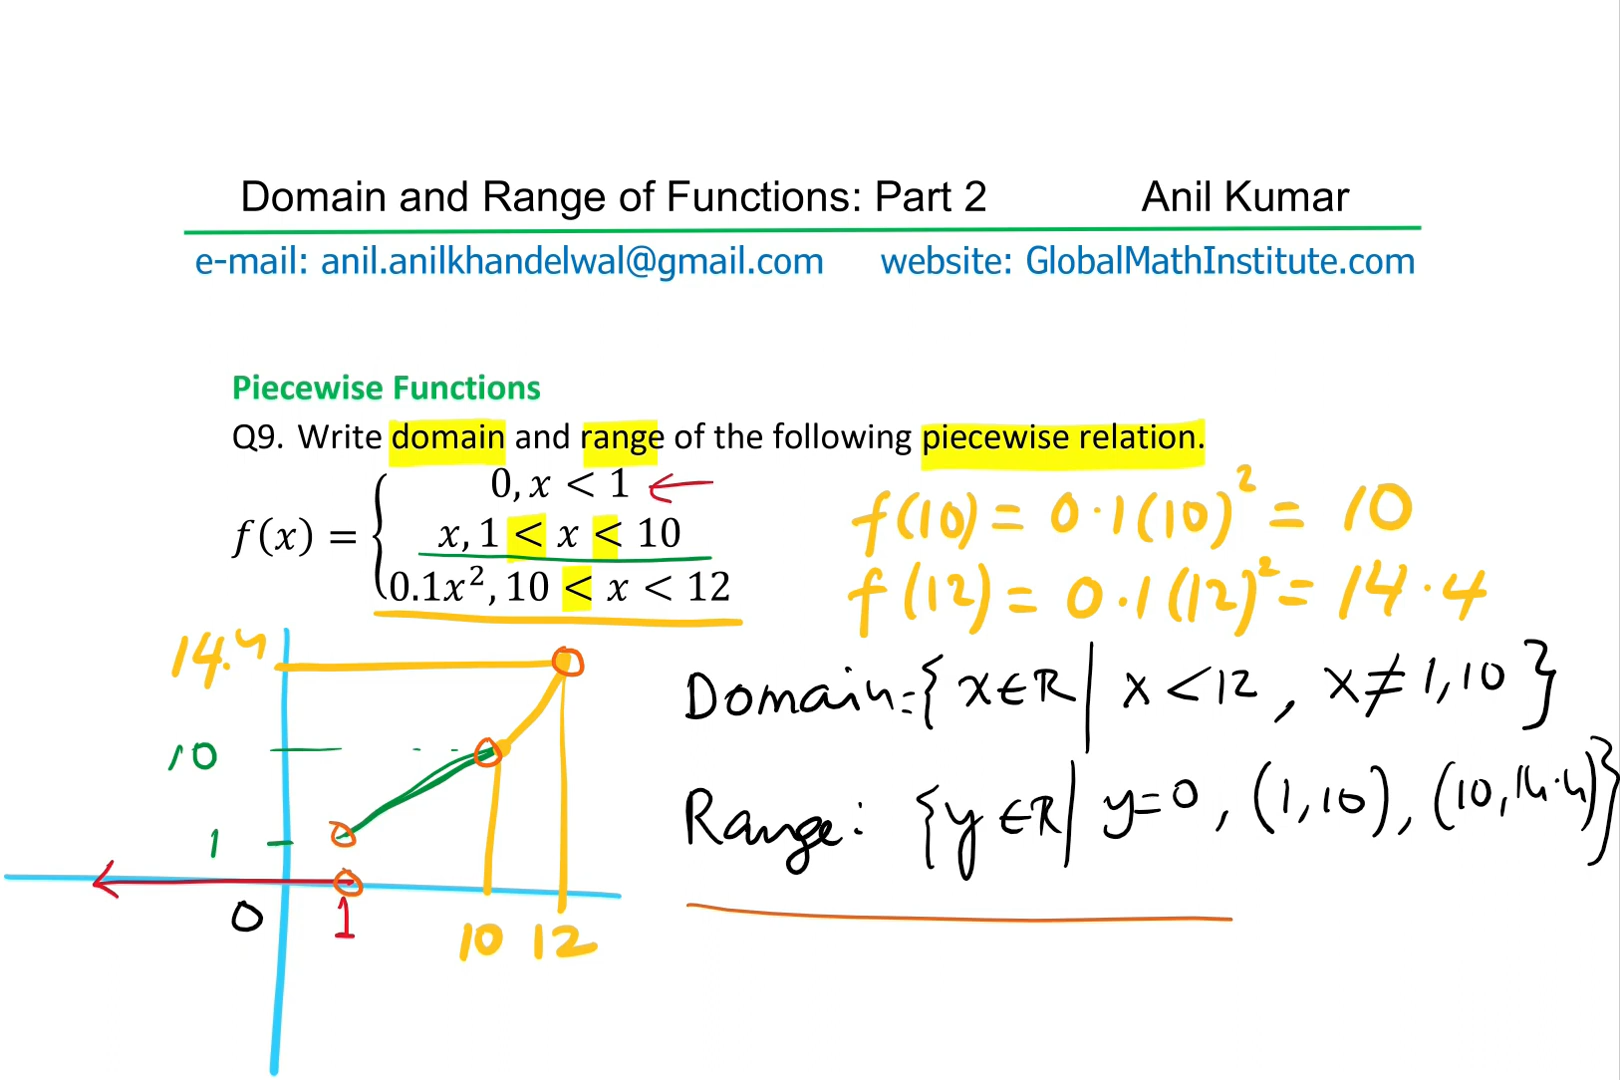 Domain and Range of Functions: Part 2 Anil Kumar
e-mail: anil.anilkhandelwal@gmail.com website: GlobalMathInstitute.com
Piecewise Functions
Q9. Write domain and range of the following piecewise relation.
0, x < 1
f(x) = { x, 1 < x < 10
0.1x², 10 < x < 12
f(10) = 0.1(10)² = 10
f(12) = 0.1(12)² = 14.4
Domain = { x∈R | x < 12, x ≠ 1, 10 }
Range: { y ∈ R | y = 0, (1, 10), (10, 14.4) }
14.4
10
1
0
1
10
12